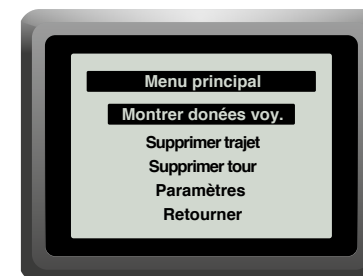 Menu principal
Montrer donées voy.
Supprimer trajet
Supprimer tour
Paramètres
Retourner